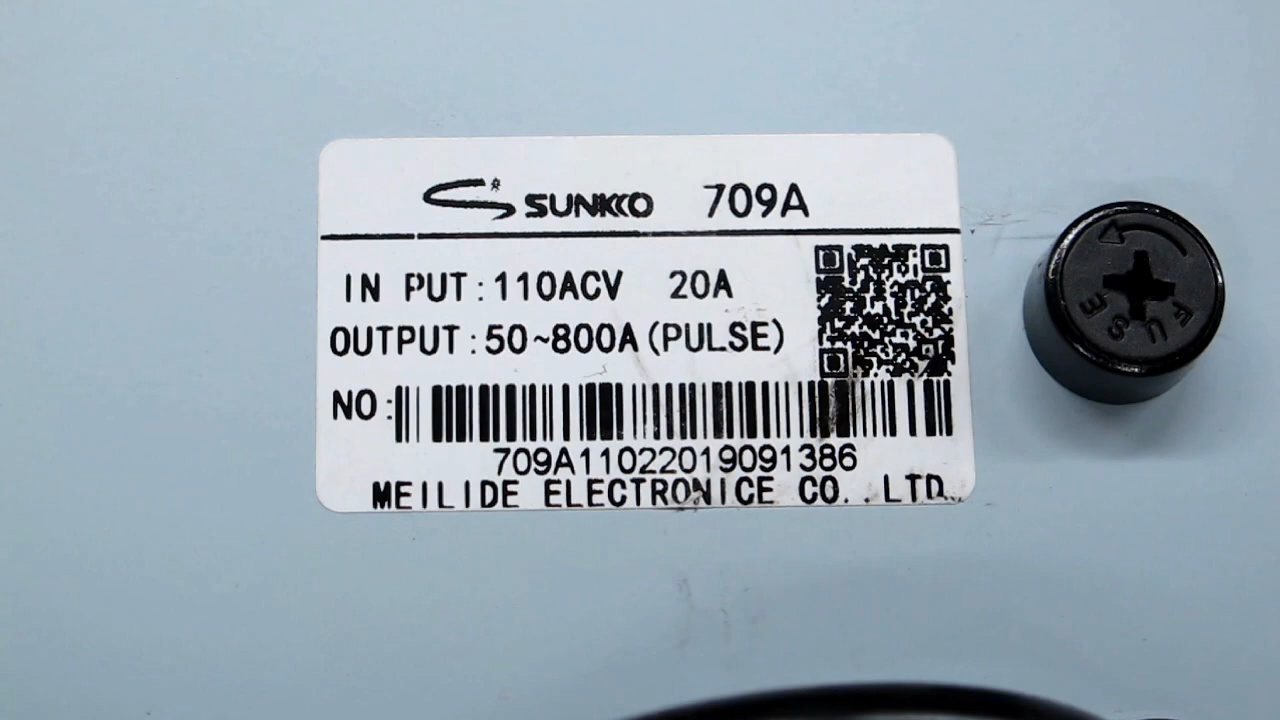 SUNKKO 709A
IN PUT:110ACV 20A
OUTPUT:50~800A(PULSE)
NO:
709A11022019091386
MEILIDE ELECTRONICE CO.,LTD.
FUSE